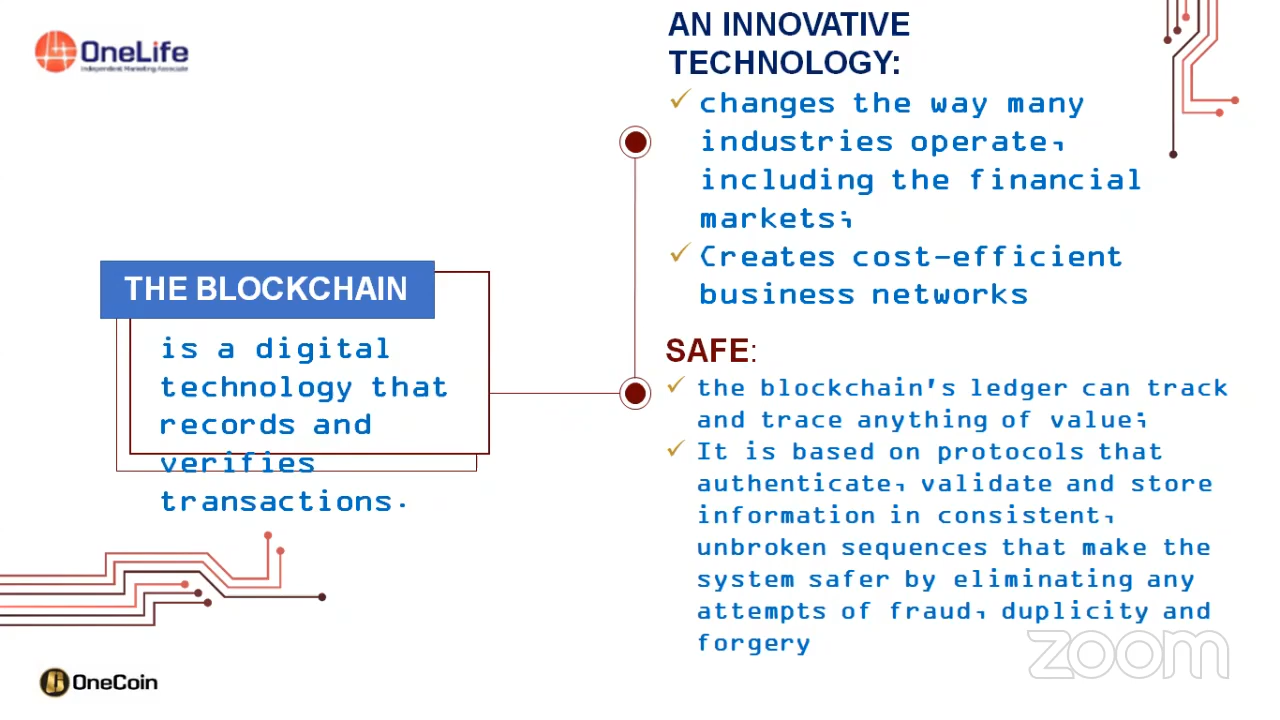 OneLife
Independent Marketing Associate
THE BLOCKCHAIN
is a digital
technology that
records and
verifies
transactions.
AN INNOVATIVE
TECHNOLOGY:
✓ changes the way many
industries operate,
including the financial
markets;
✓ Creates cost-efficient
business networks
SAFE:
✓ the blockchain's ledger can track
and trace anything of value;
✓ It is based on protocols that
authenticate, validate and store
information in consistent,
unbroken sequences that make the
system safer by eliminating any
attempts of fraud, duplicity and
forgery
OneCoin
zoom